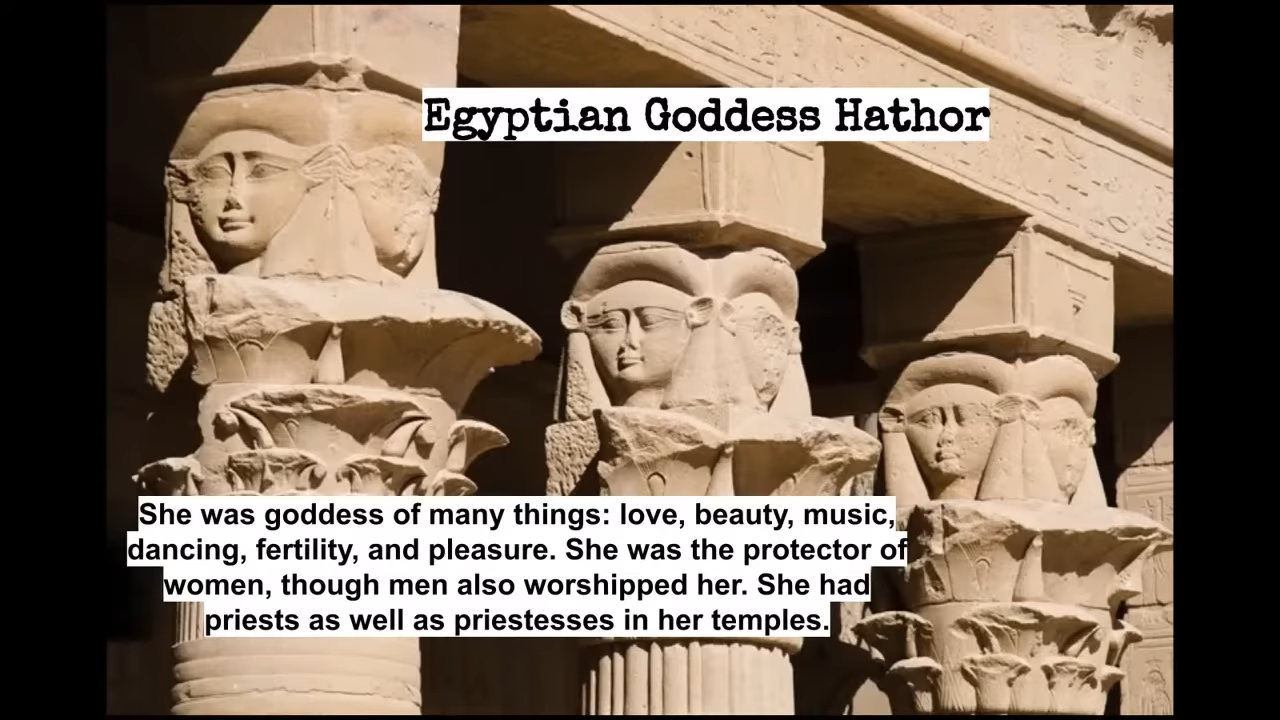 Egyptian Goddess Hathor
She was goddess of many things: love, beauty, music,
dancing, fertility, and pleasure. She was the protector of
women, though men also worshipped her. She had
priests as well as priestesses in her temples.